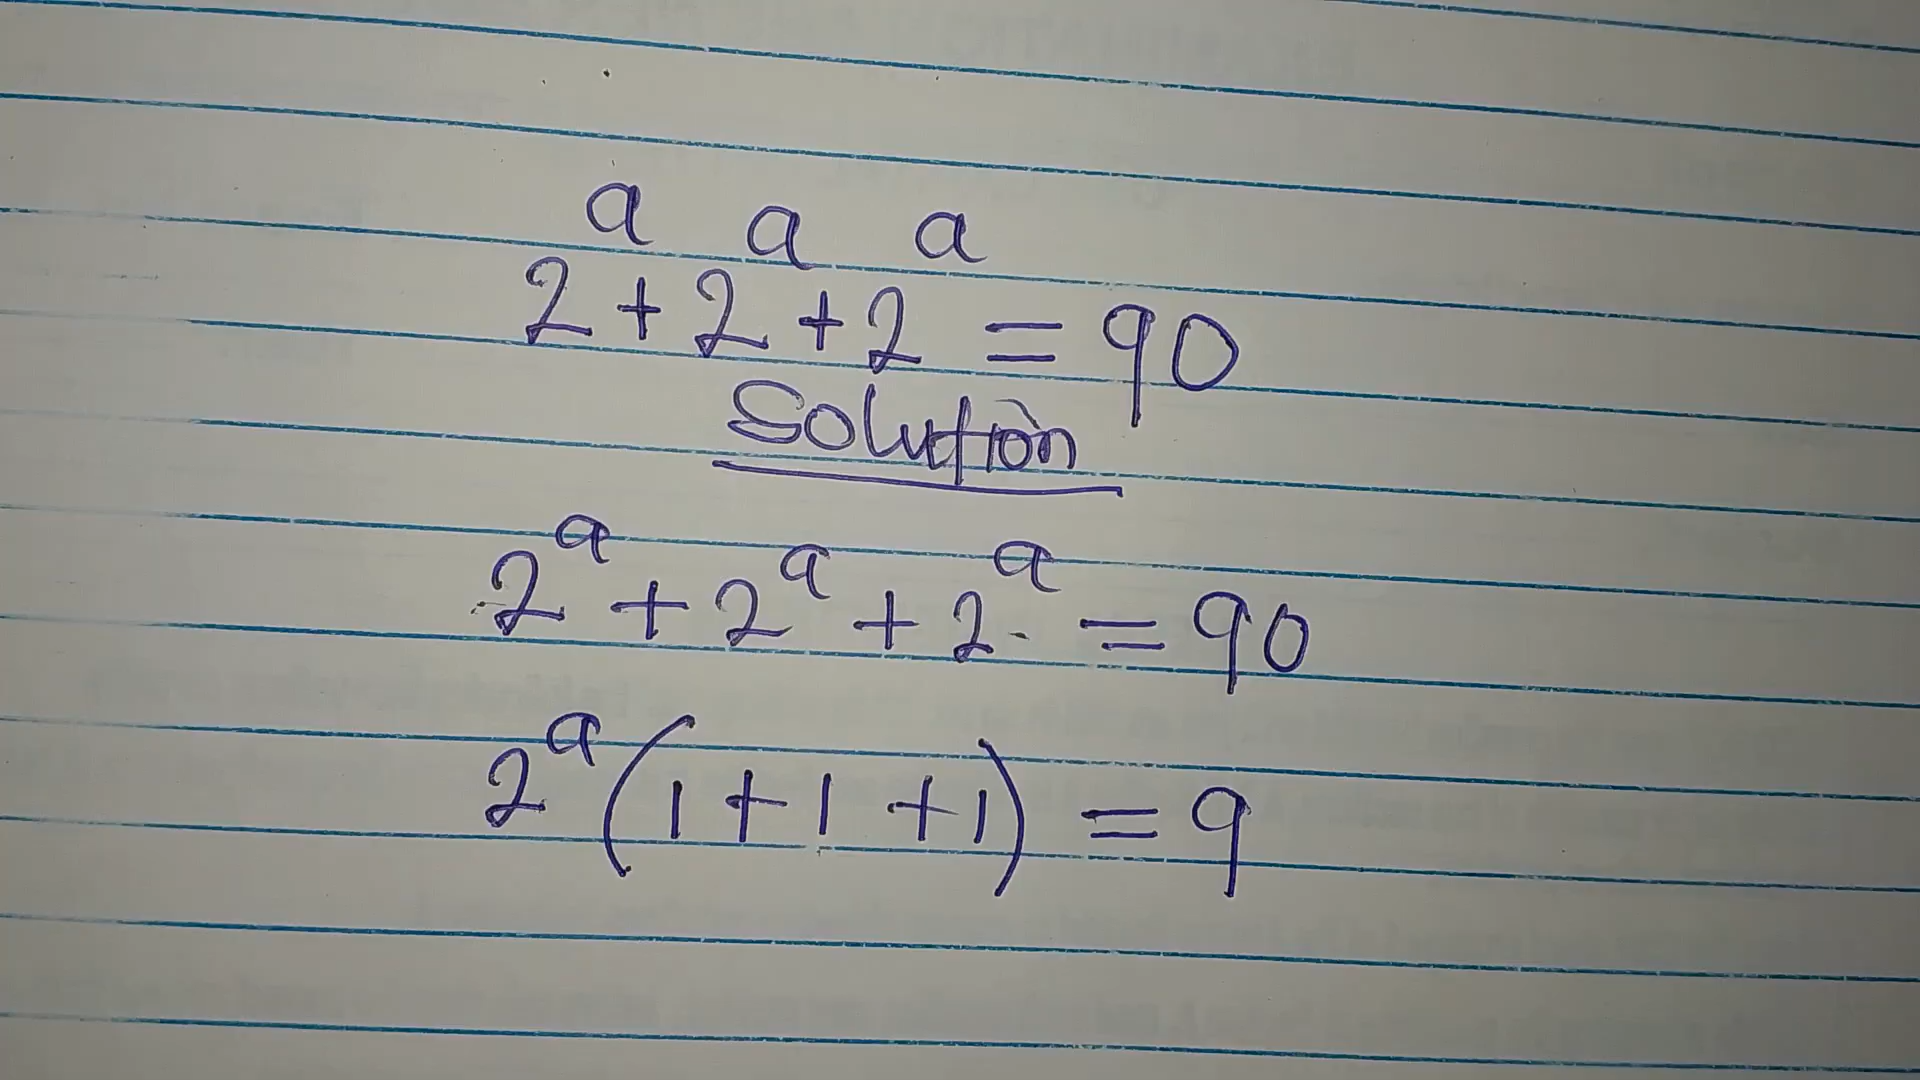 2^a + 2^a + 2^a = 90
Solution
2^a + 2^a + 2^a = 90
2^a (1 + 1 + 1) = 9